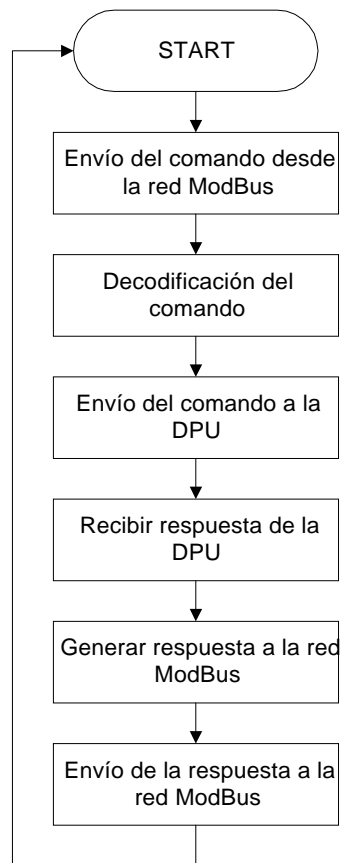 START
Envío del comando desde
la red ModBus
Decodificación del
comando
Envío del comando a la
DPU
Recibir respuesta de la
DPU
Generar respuesta a la red
ModBus
Envío de la respuesta a la
red ModBus